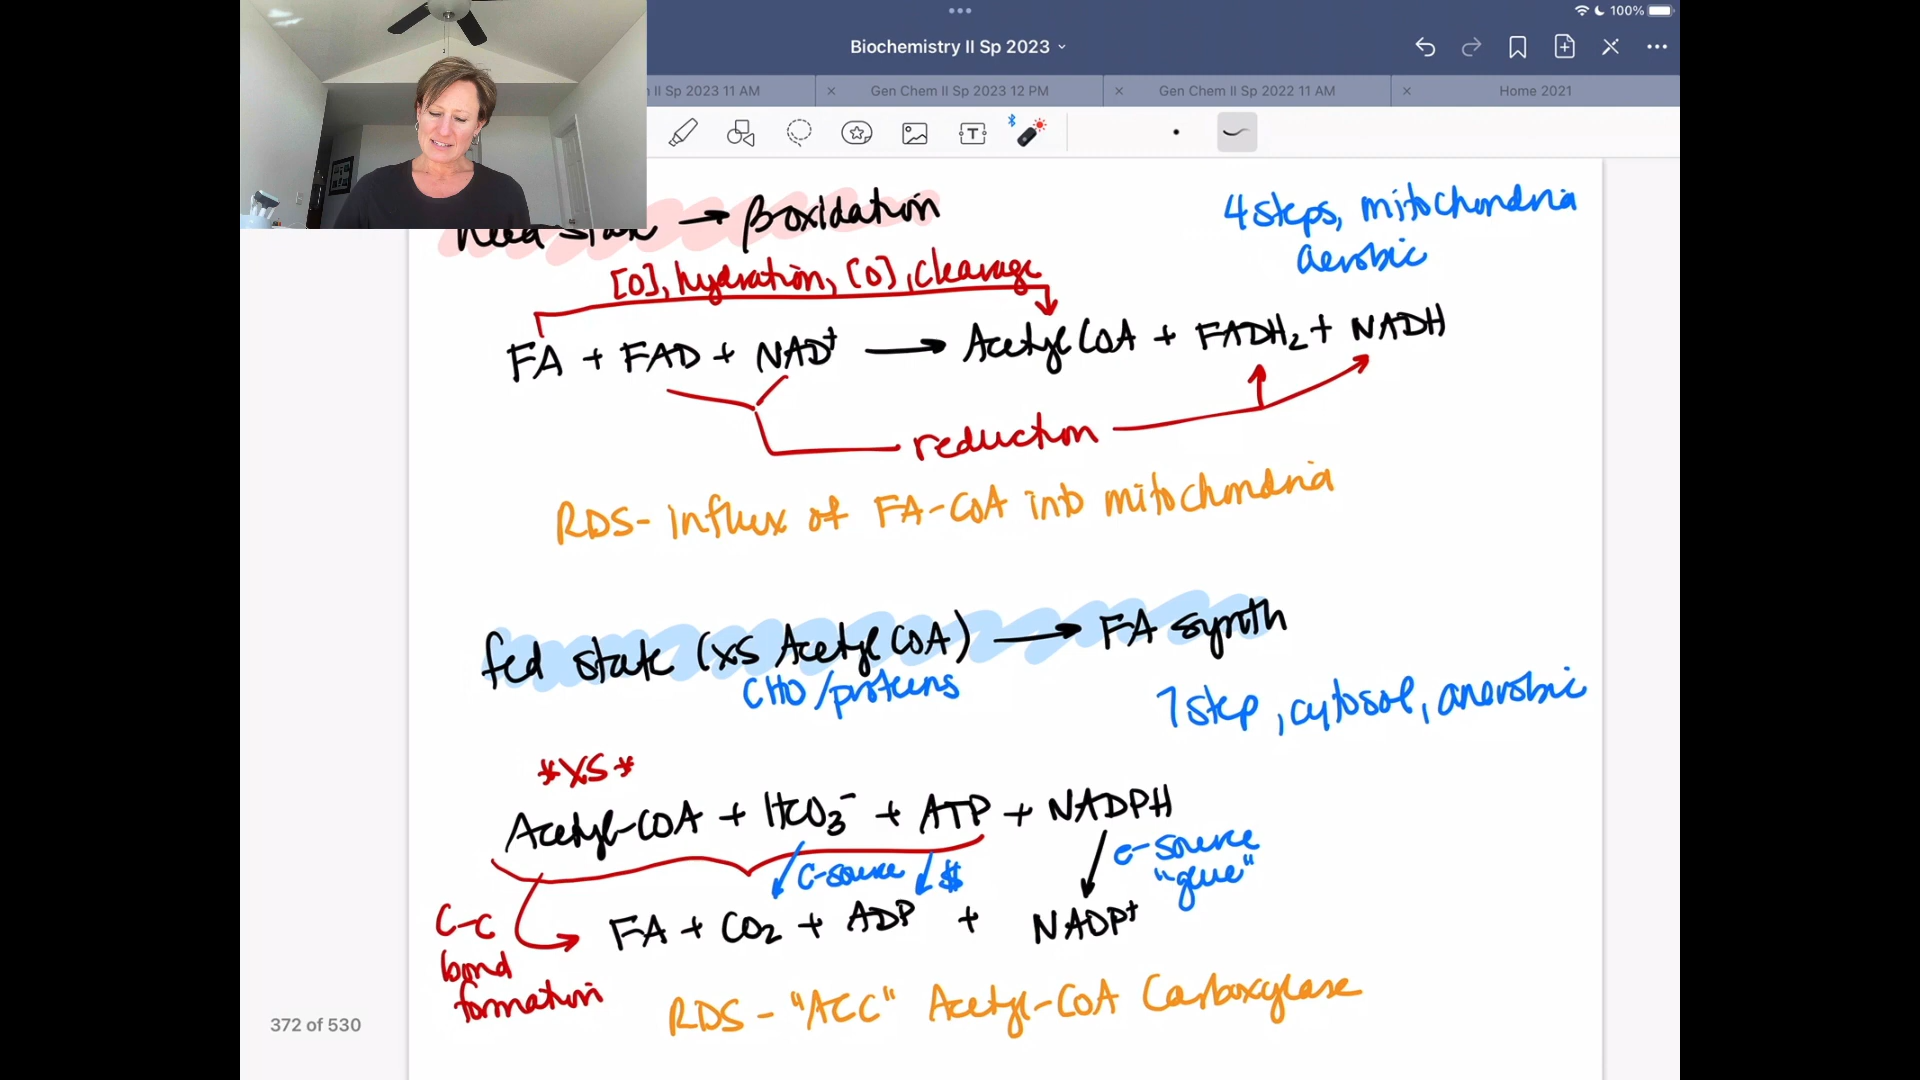 100%
Biochemistry II Sp 2023
II Sp 2023 11 AM
Gen Chem II Sp 2023 12 PM
Gen Chem II Sp 2022 11 AM
Home 2021
T
need state → β oxidation
4 steps, mitochondria
aerobic
[O], hydration, [O], cleavage
FA + FAD + NAD⁺ → Acetyl CoA + FADH₂ + NADH
reduction
RDS- influx of FA-CoA into mitochondria
fed state (xs Acetyl CoA) → FA synth
CHO/proteins
7 step, cytosol, anerobic
*XS*
Acetyl-CoA + HCO₃⁻ + ATP + NADPH
C-source
$
e-source
"glue"
FA + CO₂ + ADP + NADP⁺
C-C
bond
formation
RDS - "ACC" Acetyl-CoA Carboxylase
372 of 530